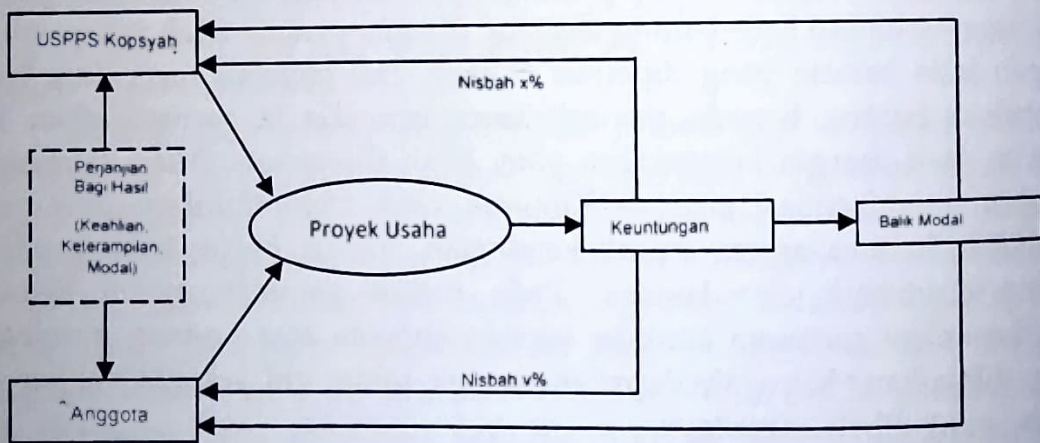 USPPS Kopsyah
Nisbah x%
Perjanjian
Bagi Hasil
(Keahlian,
Keterampilan,
Modal)
Proyek Usaha
Keuntungan
Balik Modal
Nisbah v%
Anggota